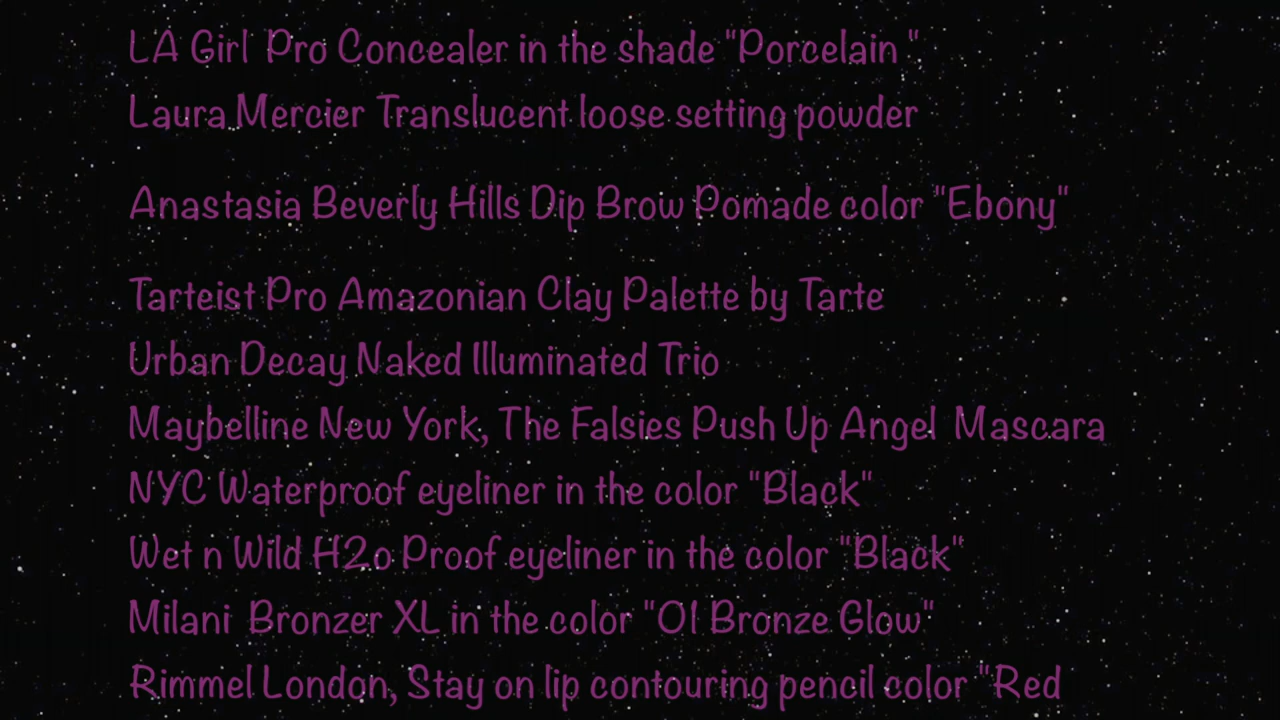 LA Girl Pro Concealer in the shade "Porcelain "
Laura Mercier Translucent loose setting powder
Anastasia Beverly Hills Dip Brow Pomade color "Ebony"
Tarteist Pro Amazonian Clay Palette by Tarte
Urban Decay Naked Illuminated Trio
Maybelline New York, The Falsies Push Up Angel Mascara
NYC Waterproof eyeliner in the color "Black"
Wet n Wild H2o Proof eyeliner in the color "Black"
Milani Bronzer XL in the color "01 Bronze Glow"
Rimmel London, Stay on lip contouring pencil color "Red